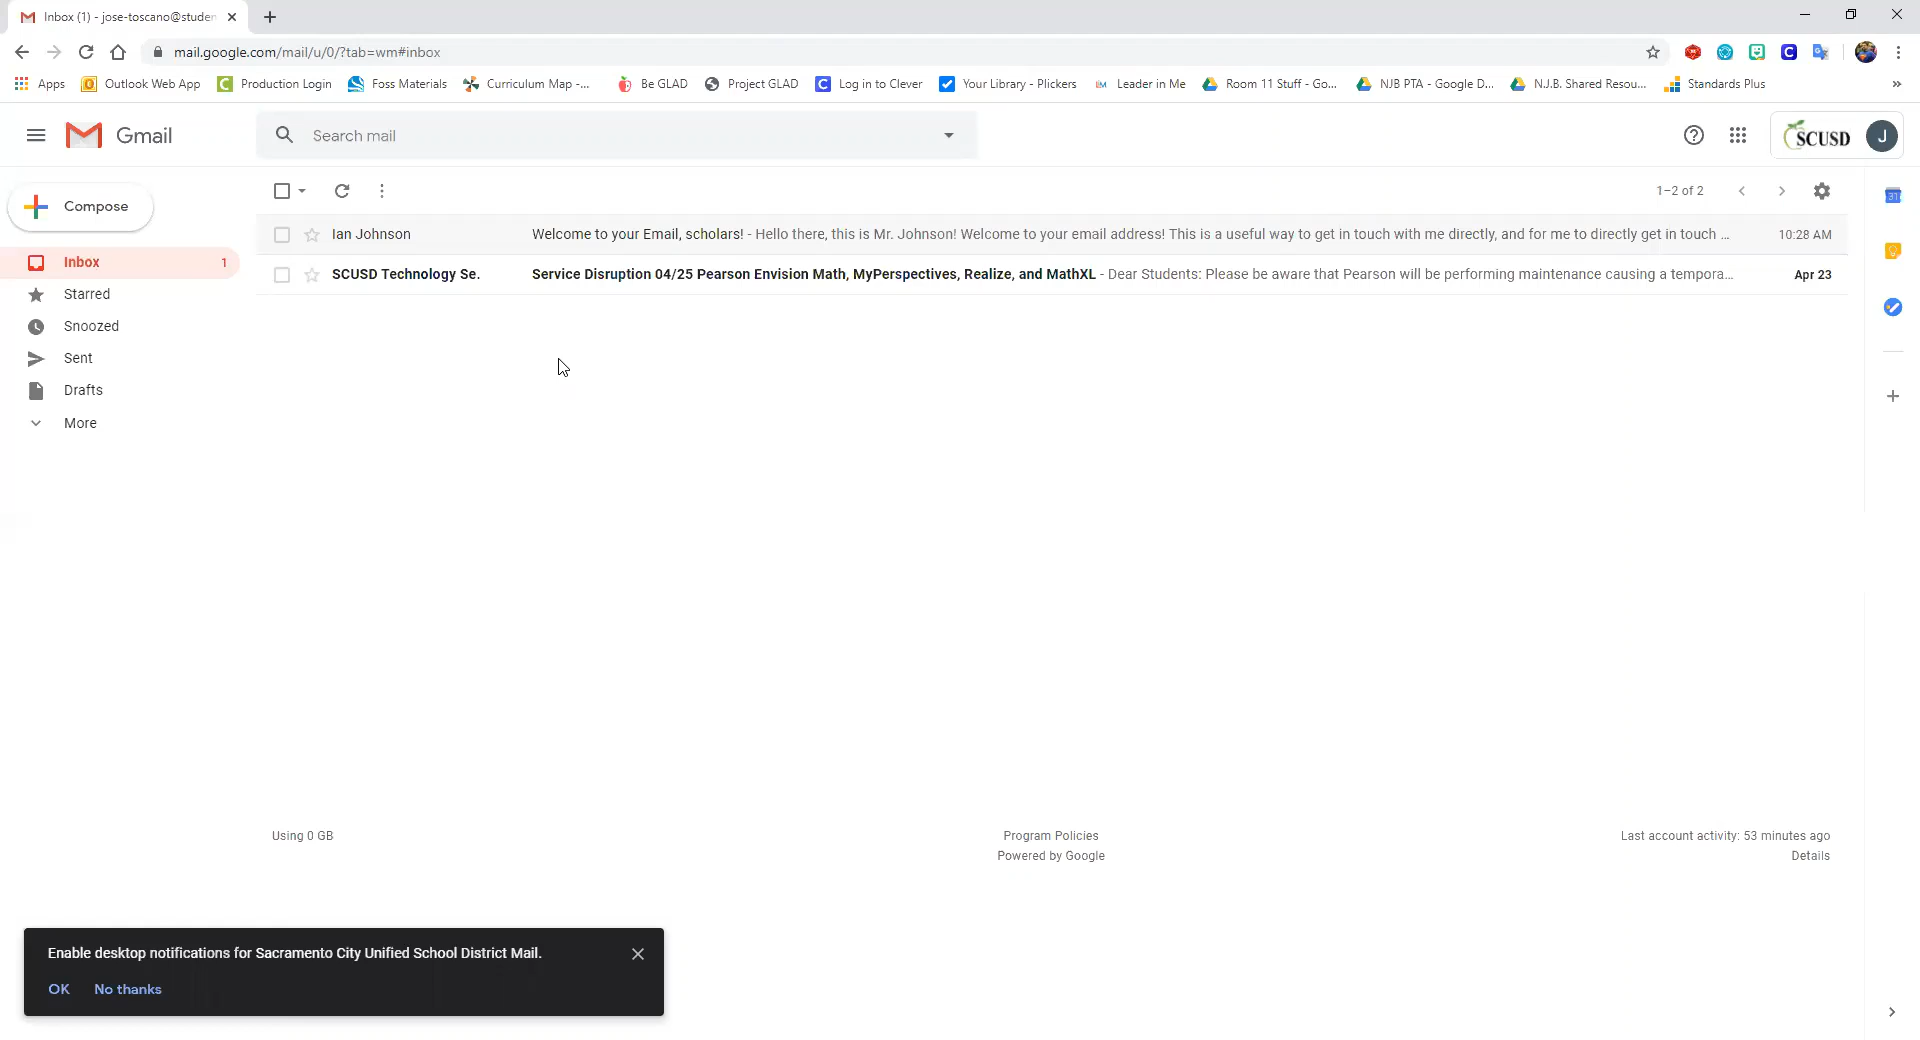 Inbox (1) - jose-toscano@studen
mail.google.com/mail/u/0/?tab=wm#inbox
Apps Outlook Web App Production Login Foss Materials Curriculum Map -... Be GLAD Project GLAD Log in to Clever Your Library - Plickers Leader in Me Room 11 Stuff - Go... NJB PTA - Google D... N.J.B. Shared Resou... Standards Plus »
Gmail Search mail SCUSD J
Compose 1–2 of 2
Ian Johnson Welcome to your Email, scholars! - Hello there, this is Mr. Johnson! Welcome to your email address! This is a useful way to get in touch with me directly, and for me to directly get in touch ... 10:28 AM
Inbox 1
SCUSD Technology Se. Service Disruption 04/25 Pearson Envision Math, MyPerspectives, Realize, and MathXL - Dear Students: Please be aware that Pearson will be performing maintenance causing a tempora... Apr 23
Starred
Snoozed
Sent
Drafts
More
Using 0 GB Program Policies Last account activity: 53 minutes ago
Powered by Google Details
Enable desktop notifications for Sacramento City Unified School District Mail.
OK No thanks